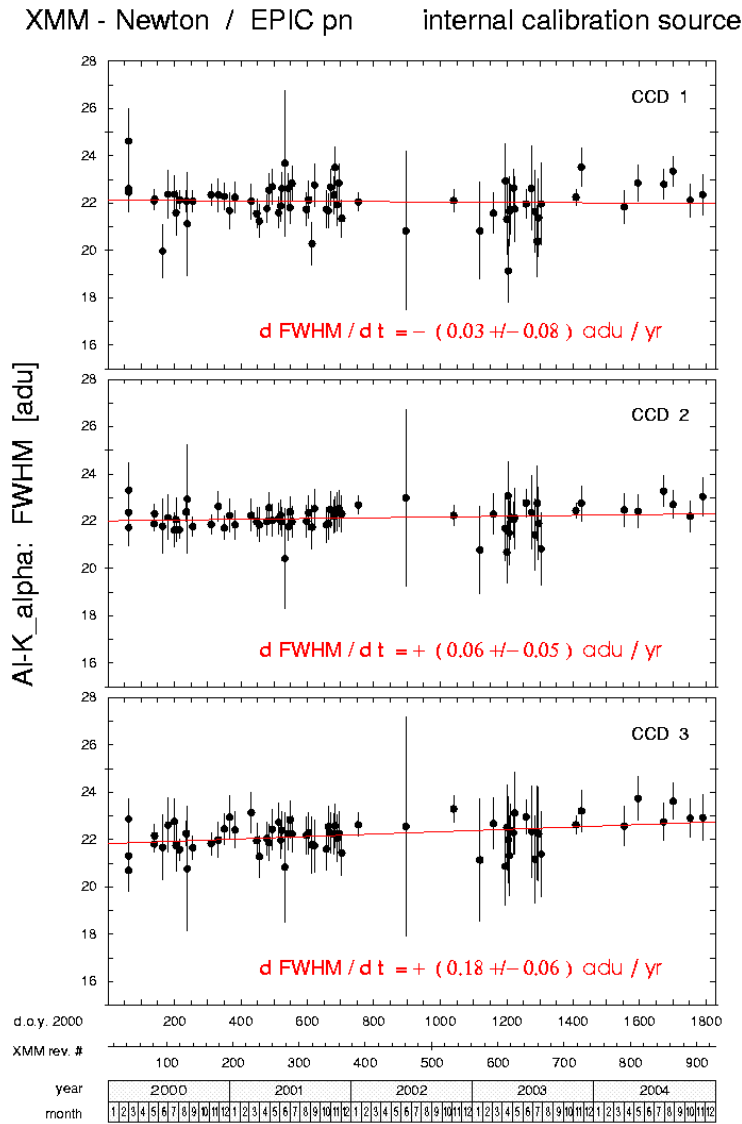 XMM - Newton / EPIC pn internal calibration source
Al-K_alpha: FWHM [adu]
28
26
24
22
20
18
16
CCD 1
d FWHM / d t = - ( 0.03 +/- 0.08 ) adu / yr
28
26
24
22
20
18
16
CCD 2
d FWHM / d t = + ( 0.06 +/- 0.05 ) adu / yr
28
26
24
22
20
18
16
CCD 3
d FWHM / d t = + ( 0.18 +/- 0.06 ) adu / yr
d.o.y. 2000 200 400 600 800 1000 1200 1400 1600 1800
XMM rev. # 100 200 300 400 500 600 700 800 900
year 2000 2001 2002 2003 2004
month 1 2 3 4 5 6 7 8 9 10 11 12 1 2 3 4 5 6 7 8 9 10 11 12 1 2 3 4 5 6 7 8 9 10 11 12 1 2 3 4 5 6 7 8 9 10 11 12 1 2 3 4 5 6 7 8 9 10 11 12